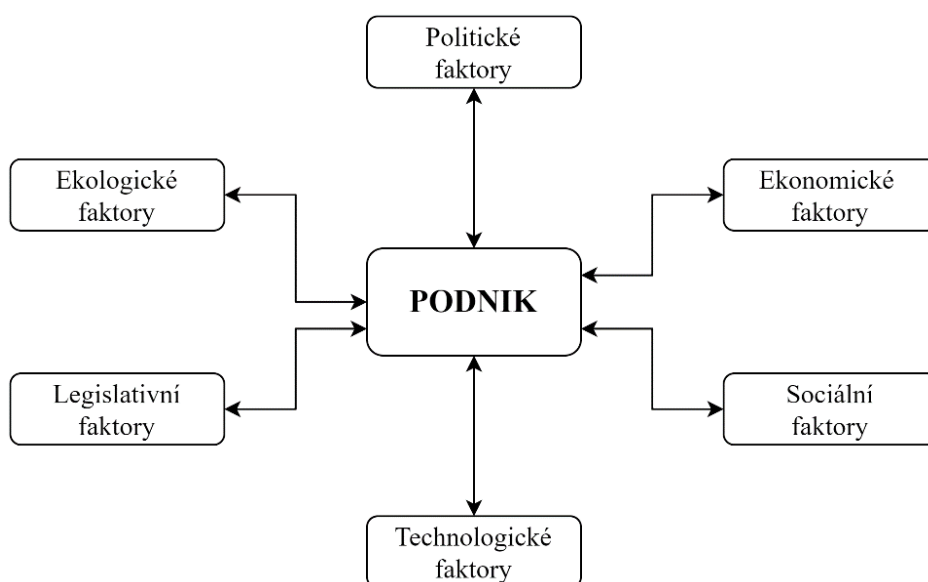 Politické
faktory
Ekologické
faktory
Ekonomické
faktory
PODNIK
Legislativní
faktory
Sociální
faktory
Technologické
faktory